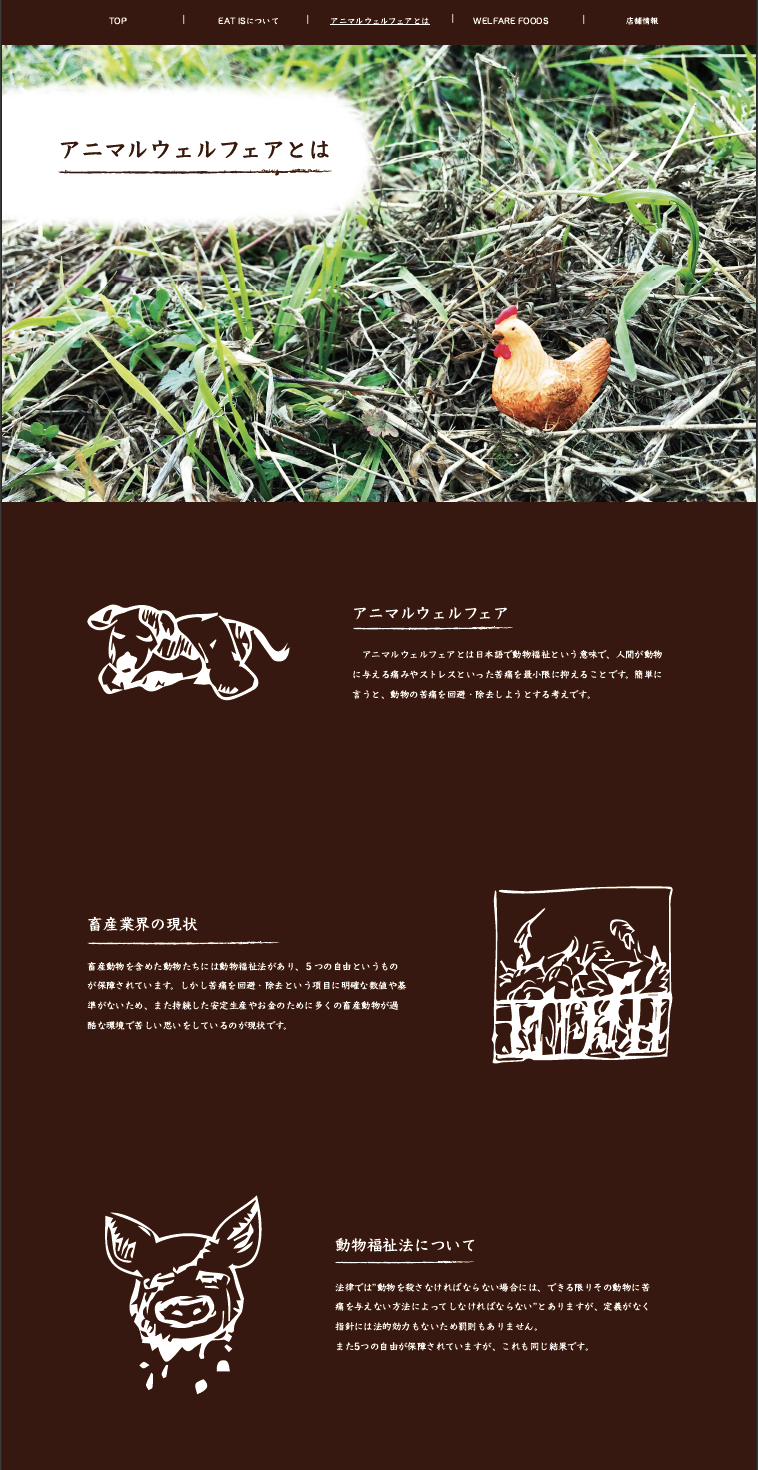 TOP | EAT ISについて | アニマルウェルフェアとは | WELFARE FOODS | 店舗情報
アニマルウェルフェアとは
アニマルウェルフェア
アニマルウェルフェアとは日本語で動物福祉という意味で、人間が動物
に与える痛みやストレスといった苦痛を最小限に抑えることです。簡単に
言うと、動物の苦痛を回避・除去しようとする考えです。
畜産業界の現状
畜産動物を含めた動物たちには動物福祉法があり、５つの自由というもの
が保障されています。しかし苦痛を回避・除去という項目に明確な数値や基
準がないため、また持続した安定生産やお金のために多くの畜産動物が過
酷な環境で苦しい思いをしているのが現状です。
動物福祉法について
法律では"動物を殺さなければならない場合には、できる限りその動物に苦
痛を与えない方法によってしなければならない"とありますが、定義がなく
指針には法的効力もないため罰則もありません。
また5つの自由が保障されていますが、これも同じ結果です。